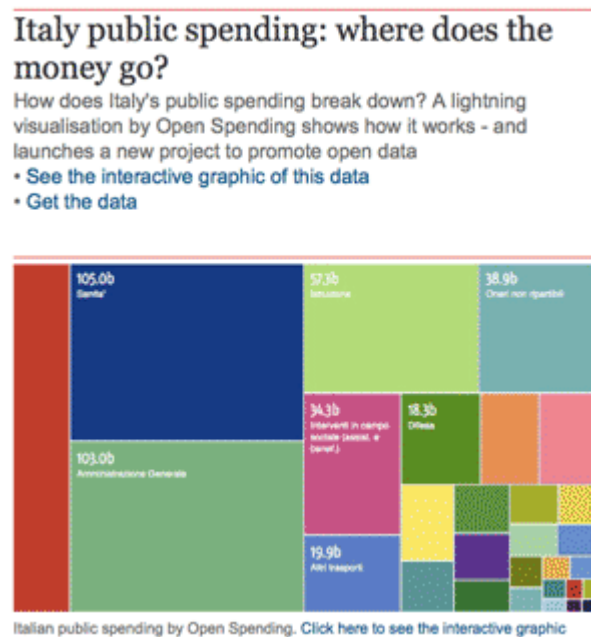 Italy public spending: where does the
money go?
How does Italy's public spending break down? A lightning
visualisation by Open Spending shows how it works - and
launches a new project to promote open data
• See the interactive graphic of this data
• Get the data
105.0b
Sanita'
57.3b
Istruzione
38.9b
Oneri non ripartibili
34.3b
Interventi in campo
sociale (assist. e
benef.)
18.3b
Difesa
103.0b
Amministrazione Generale
19.9b
Altri trasporti
Italian public spending by Open Spending. Click here to see the interactive graphic